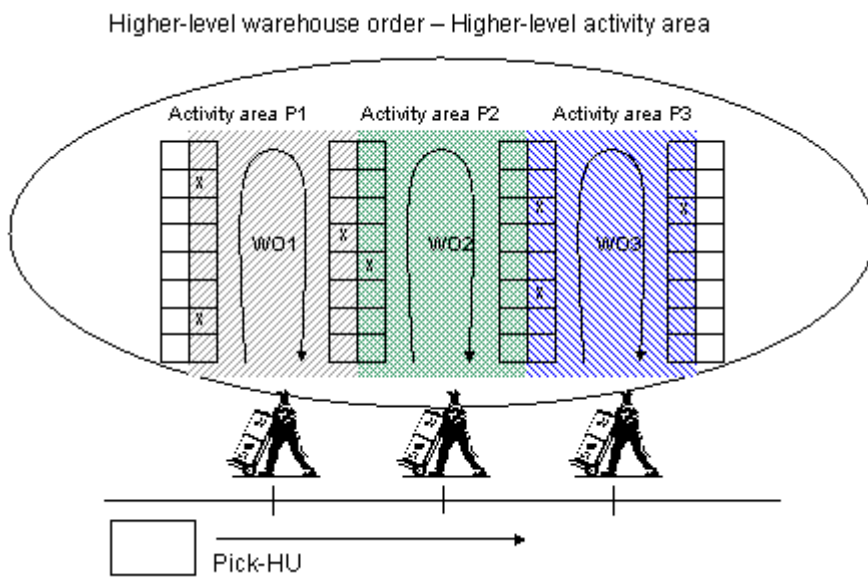 Higher-level warehouse order – Higher-level activity area
Activity area P1 Activity area P2 Activity area P3
X
X X X
X
X
X
WO1 WO2 WO3
Pick-HU